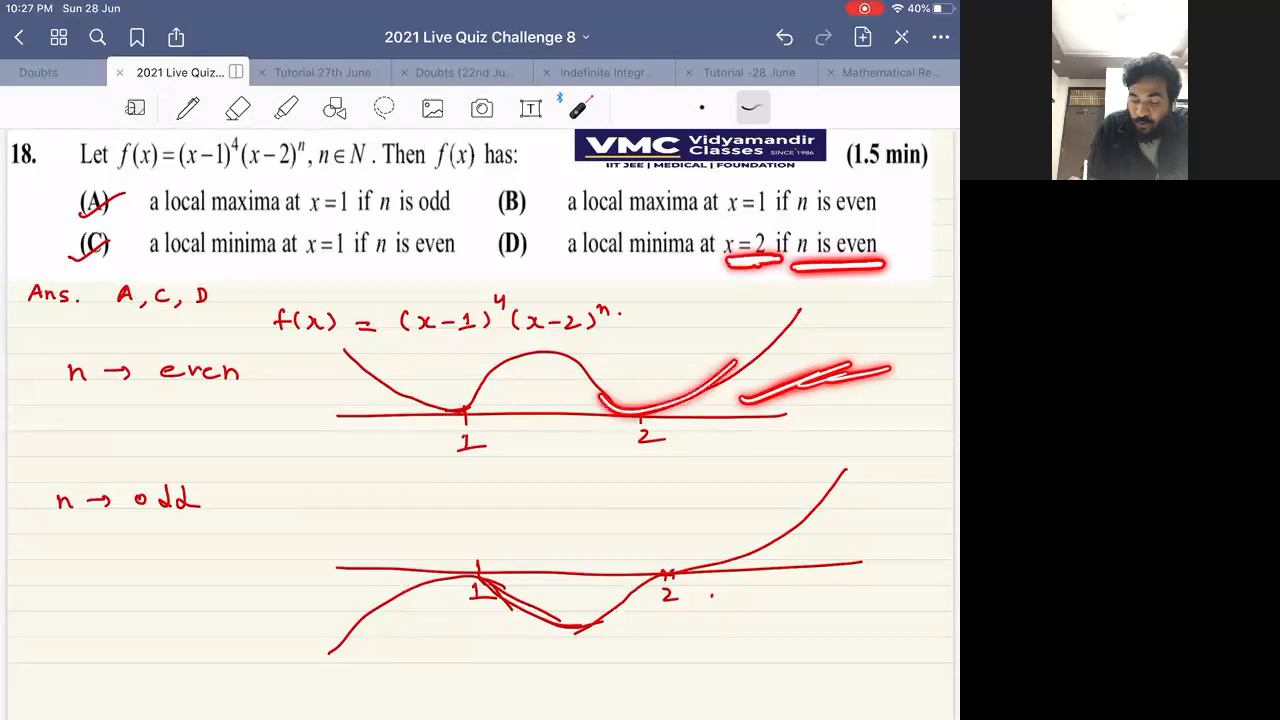 10:27 PM Sun 28 Jun
40%
2021 Live Quiz Challenge 8
Doubts
2021 Live Quiz...
Tutorial 27th June
Doubts (22nd Ju...
Indefinite Integr...
Tutorial -28 June
Mathematical Re...
18. Let f(x)=(x−1)⁴(x−2)ⁿ, n∈N. Then f(x) has: (1.5 min)
VMC Vidyamandir Classes SINCE 1986
IIT JEE | MEDICAL | FOUNDATION
(A) a local maxima at x=1 if n is odd (B) a local maxima at x=1 if n is even
(C) a local minima at x=1 if n is even (D) a local minima at x=2 if n is even
Ans. A, C, D
f(x) = (x−1)⁴(x−2)ⁿ.
n → even
1 2
n → odd
1 2